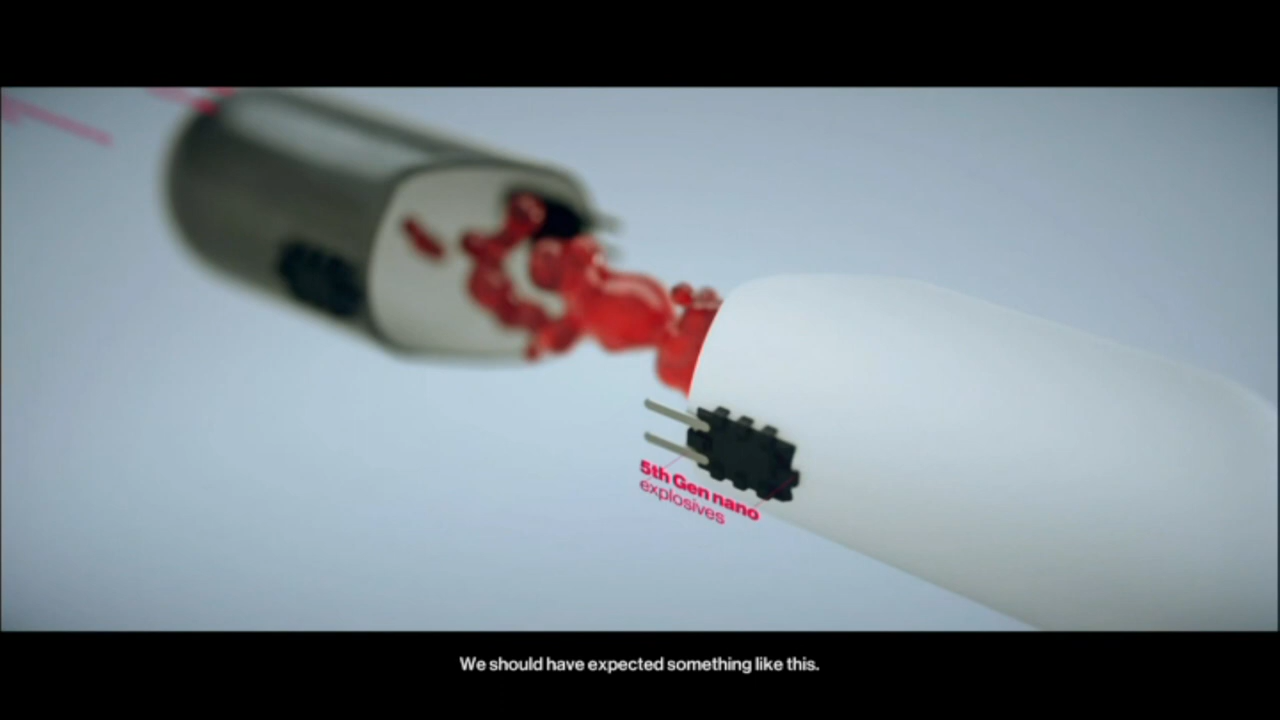 5th Gen nano
explosives
We should have expected something like this.